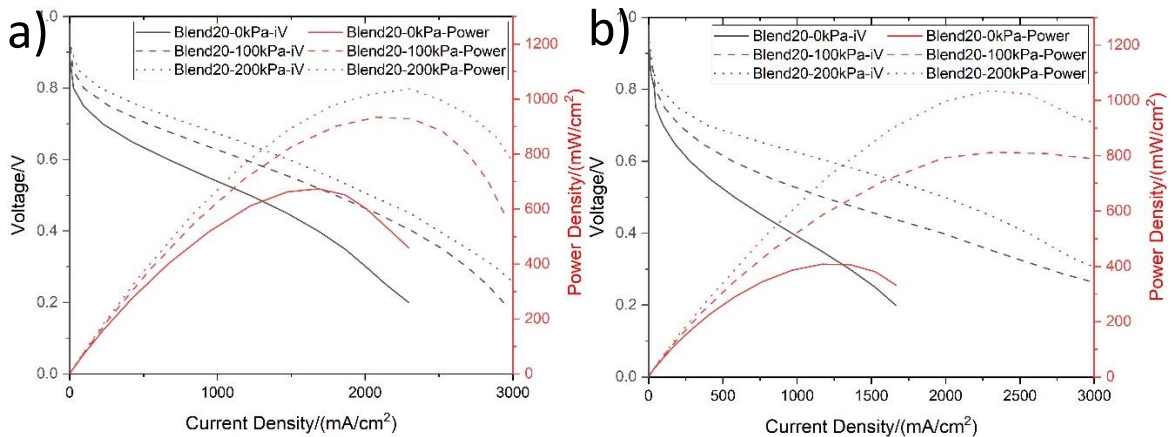 a)
Blend20-0kPa-iV Blend20-0kPa-Power
Blend20-100kPa-iV Blend20-100kPa-Power
Blend20-200kPa-iV Blend20-200kPa-Power
1.0
0.8
0.6
0.4
0.2
0.0
Voltage/V
0 1000 2000 3000
Current Density/(mA/cm²)
1200
1000
800
600
400
200
0
Power Density/(mW/cm²)
b)
Blend20-0kPa-iV Blend20-0kPa-Power
Blend20-100kPa-iV Blend20-100kPa-Power
Blend20-200kPa-iV Blend20-200kPa-Power
1.0
0.8
0.6
0.4
0.2
0.0
Voltage/V
0 500 1000 1500 2000 2500 3000
Current Density/(mA/cm²)
1200
1000
800
600
400
200
0
Power Density/(mW/cm²)